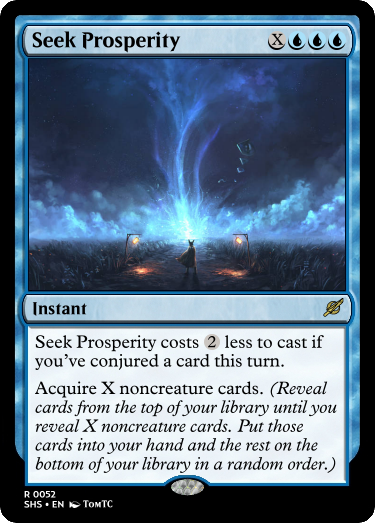 Seek Prosperity X
Instant
Seek Prosperity costs 2 less to cast if
you've conjured a card this turn.
Acquire X noncreature cards. (Reveal
cards from the top of your library until you
reveal X noncreature cards. Put those
cards into your hand and the rest on the
bottom of your library in a random order.)
R 0052
SHS • EN TomTC